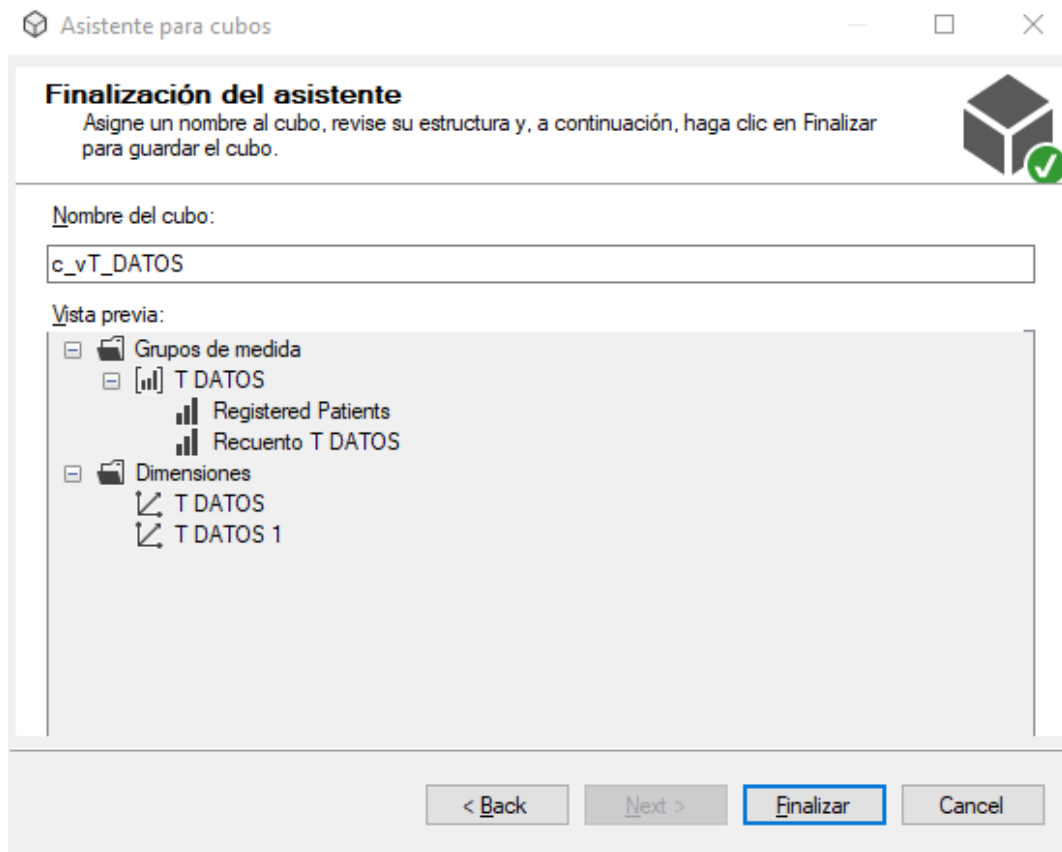 Asistente para cubos
Finalización del asistente
Asigne un nombre al cubo, revise su estructura y, a continuación, haga clic en Finalizar
para guardar el cubo.
Nombre del cubo:
c_vT_DATOS
Vista previa:
Grupos de medida
T DATOS
Registered Patients
Recuento T DATOS
Dimensiones
T DATOS
T DATOS 1
< Back Next > Finalizar Cancel